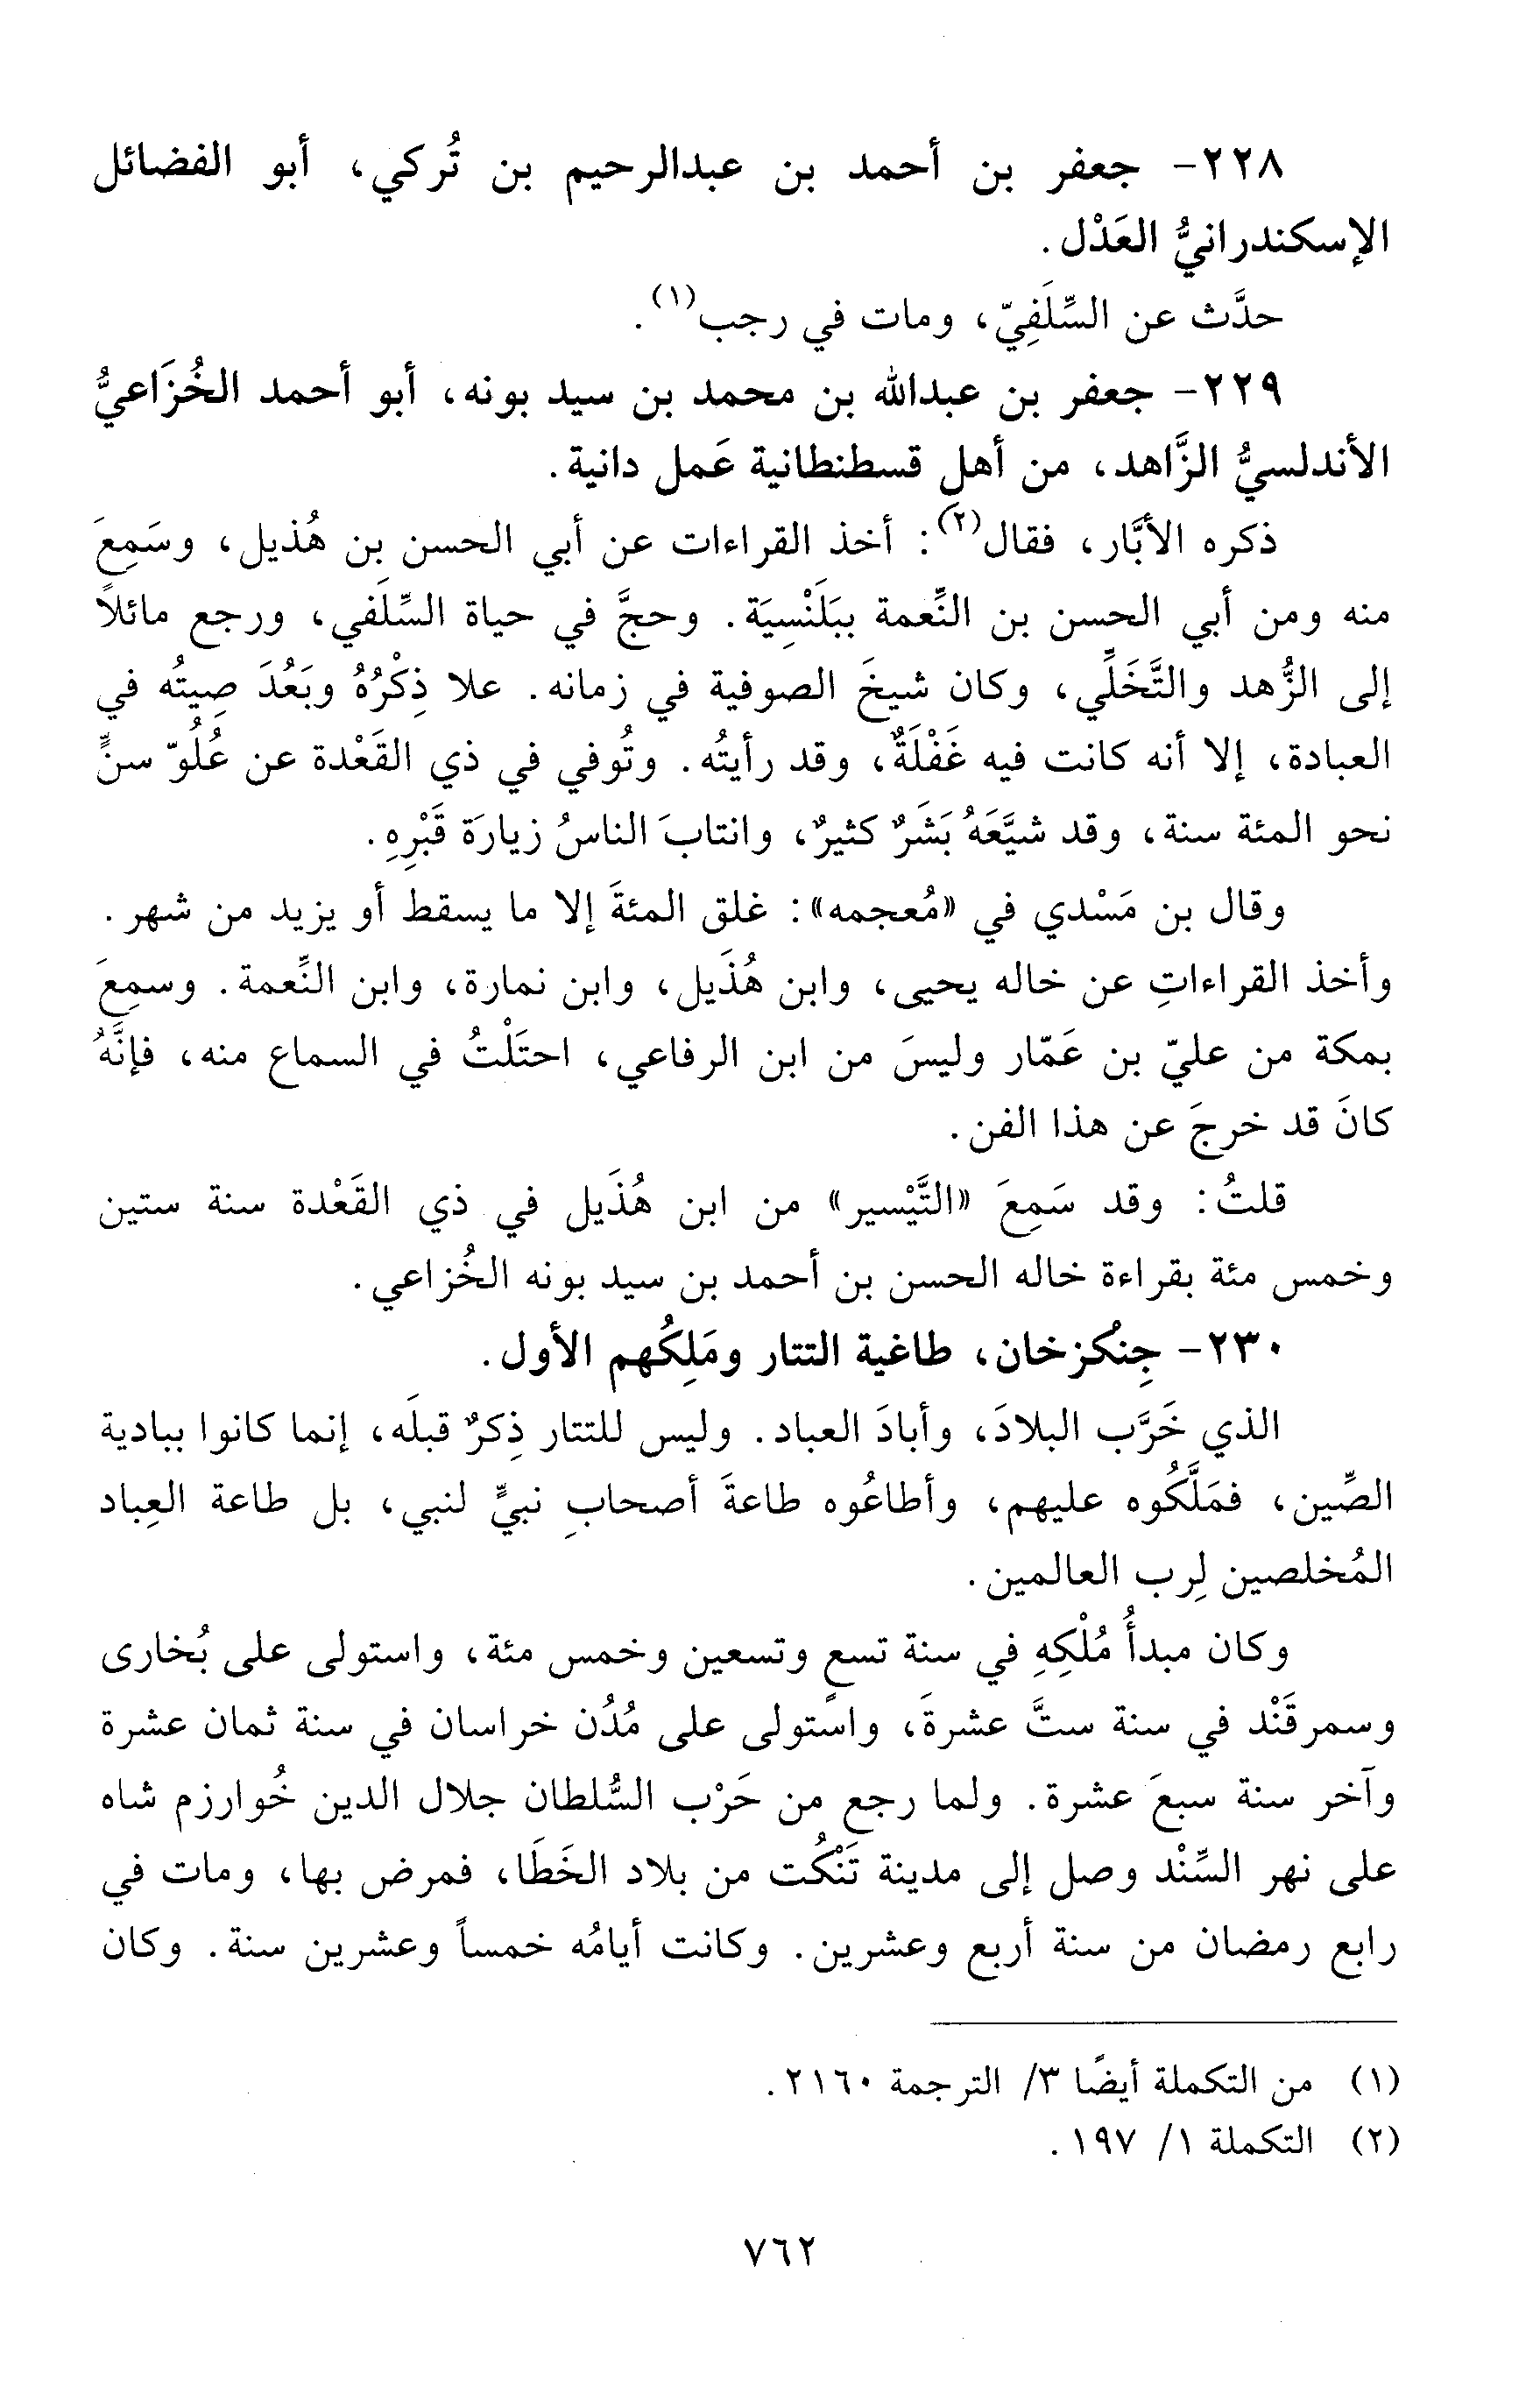 ٢٢٨- جعفر بن أحمد بن عبدالرحيم بن تُركي، أبو الفضائل
الإسكندرانيُّ العَدْل.
حدَّث عن السِّلَفِيّ، ومات في رجب(١).
٢٢٩- جعفر بن عبدالله بن محمد بن سيد بونه، أبو أحمد الخُزَاعيُّ
الأندلسيُّ الزَّاهد، من أهل قسطنطانية عَمل دانية.
ذكره الأبَّار، فقال(٢): أخذ القراءات عن أبي الحسن بن هُذيل، وسَمِعَ
منه ومن أبي الحسن بن النِّعمة ببَلَنْسِيَة. وحجَّ في حياة السِّلَفي، ورجع مائلاً
إلى الزُّهد والتَّخَلِّي، وكان شيخَ الصوفية في زمانه. علا ذِكْرُهُ وبَعُدَ صِيتُه في
العبادة، إلا أنه كانت فيه غَفْلَةٌ، وقد رأيتُه. وتُوفي في ذي القَعْدة عن عُلُوّ سنٍّ
نحو المئة سنة، وقد شيَّعَهُ بَشَرٌ كثيرٌ، وانتابَ الناسُ زيارَة قَبْرِهِ.
وقال بن مَسْدي في «مُعجمه»: غلق المئةَ إلا ما يسقط أو يزيد من شهر.
وأخذ القراءاتِ عن خاله يحيى، وابن هُذَيل، وابن نمارة، وابن النِّعمة. وسمِعَ
بمكة من عليّ بن عَمّار وليسَ من ابن الرفاعي، احتَلْتُ في السماع منه، فإنَّهُ
كانَ قد خرجَ عن هذا الفن.
قلتُ: وقد سَمِعَ «التَّيْسير» من ابن هُذَيل في ذي القَعْدة سنة ستين
وخمس مئة بقراءة خاله الحسن بن أحمد بن سيد بونه الخُزاعي.
٢٣٠- جِنكُزخان، طاغية التتار ومَلِكُهم الأول.
الذي خَرَّب البلادَ، وأبادَ العباد. وليس للتتار ذِكرٌ قبلَه، إنما كانوا ببادية
الصِّين، فمَلَّكُوه عليهم، وأطاعُوه طاعةَ أصحابِ نبيٍّ لنبي، بل طاعة العِباد
المُخلصين لِرب العالمين.
وكان مبدأُ مُلْكِهِ في سنة تسعٍ وتسعين وخمس مئة، واستولى على بُخارى
وسمرقَنْد في سنة ستَّ عشرةَ، واستولى على مُدُن خراسان في سنة ثمان عشرة
وآخر سنة سبعَ عشرة. ولما رجع من حَرْب السُّلطان جلال الدين خُوارزم شاه
على نهر السِّنْد وصل إلى مدينة تَنْكُت من بلاد الخَطَا، فمرض بها، ومات في
رابع رمضان من سنة أربع وعشرين. وكانت أيامُه خمساً وعشرين سنة. وكان
(١) من التكملة أيضًا ٣/ الترجمة ٢١٦٠.
(٢) التكملة ١/ ١٩٧.
٧٦٢